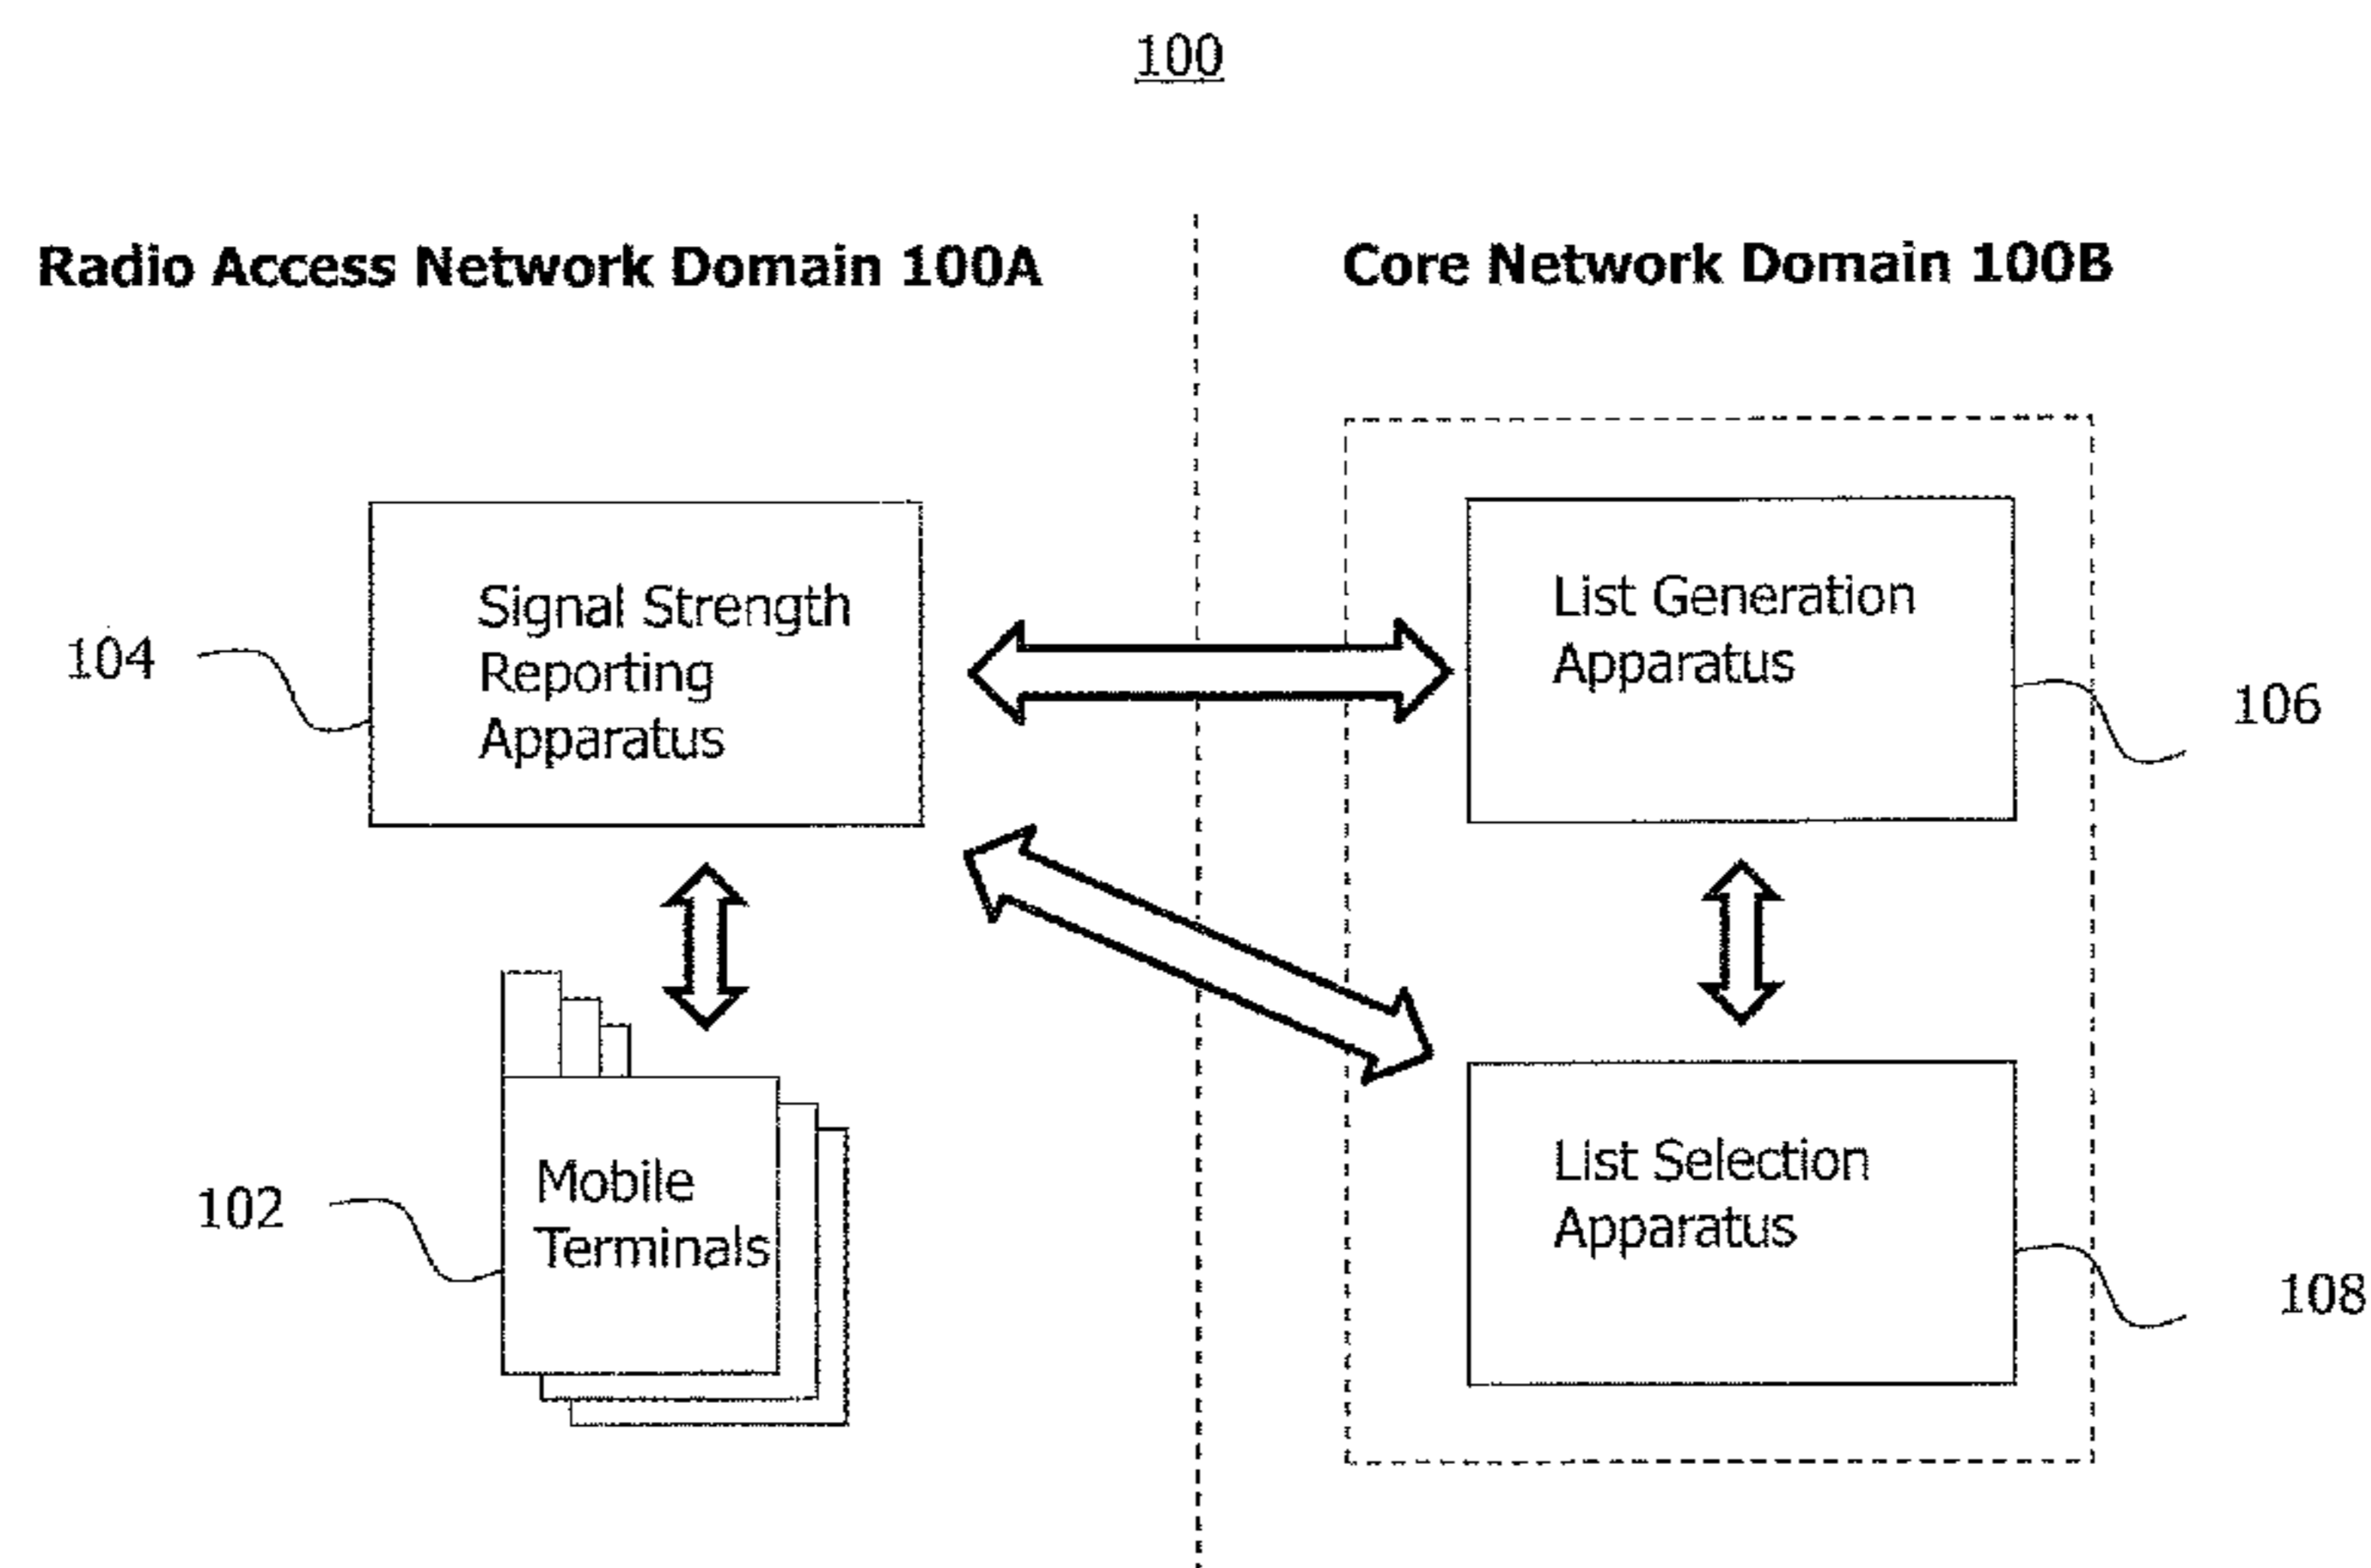 100
Radio Access Network Domain 100A
Core Network Domain 100B
Signal Strength
Reporting
Apparatus
104
List Generation
Apparatus
106
Mobile
Terminals
102
List Selection
Apparatus
108